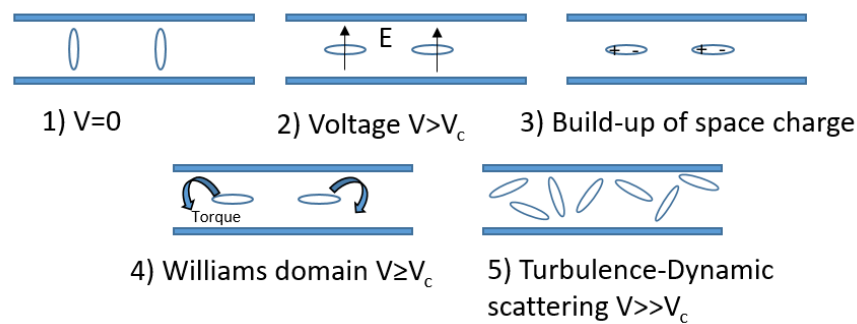 E
+ - + -
1) V=0
2) Voltage V>Vc
3) Build-up of space charge
Torque
4) Williams domain V≥Vc
5) Turbulence-Dynamic
scattering V>>Vc